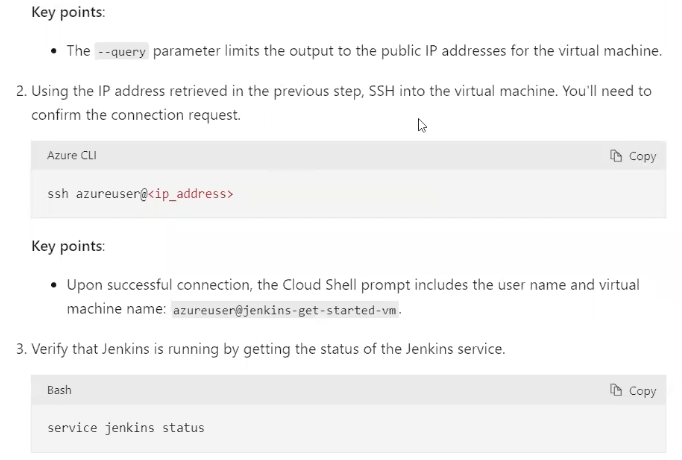 Key points:
• The --query parameter limits the output to the public IP addresses for the virtual machine.
2. Using the IP address retrieved in the previous step, SSH into the virtual machine. You'll need to
confirm the connection request.
Azure CLI
Copy
ssh azureuser@<ip_address>
Key points:
• Upon successful connection, the Cloud Shell prompt includes the user name and virtual
machine name: azureuser@jenkins-get-started-vm.
3. Verify that Jenkins is running by getting the status of the Jenkins service.
Bash
Copy
service jenkins status